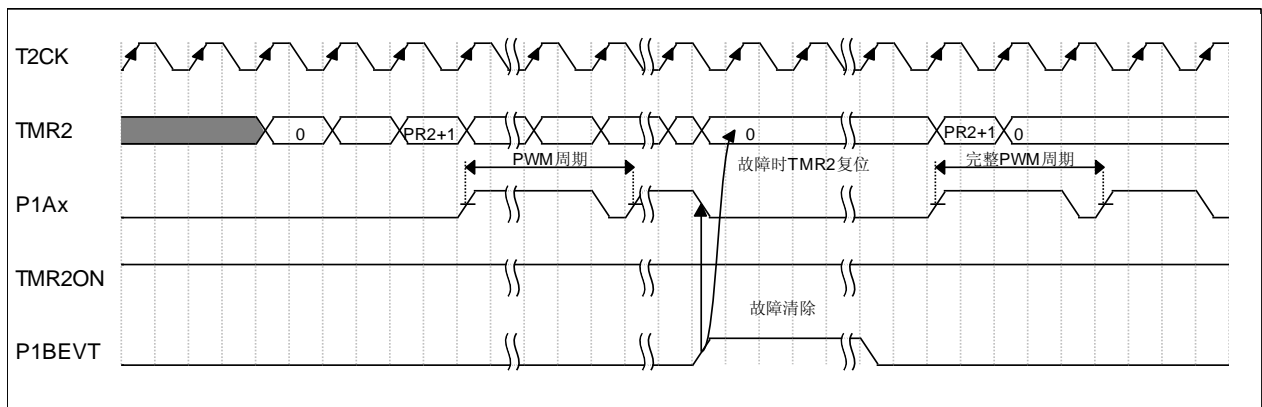 T2CK
TMR2
0
PR2+1
0
PR2+1
0
PWM周期
故障时TMR2复位
完整PWM周期
P1Ax
TMR2ON
故障清除
P1BEVT